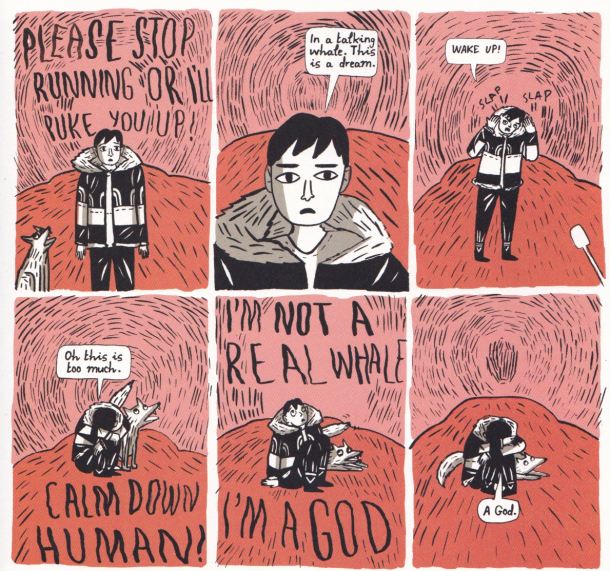 PLEASE STOP
RUNNING OR I'LL
PUKE YOU UP!
In a talking
whale. This
is a dream.
WAKE UP!
SLAP SLAP
Oh this is
too much.
CALM DOWN
HUMAN!
I'M NOT A
REAL WHALE
I'M A GOD
A God.